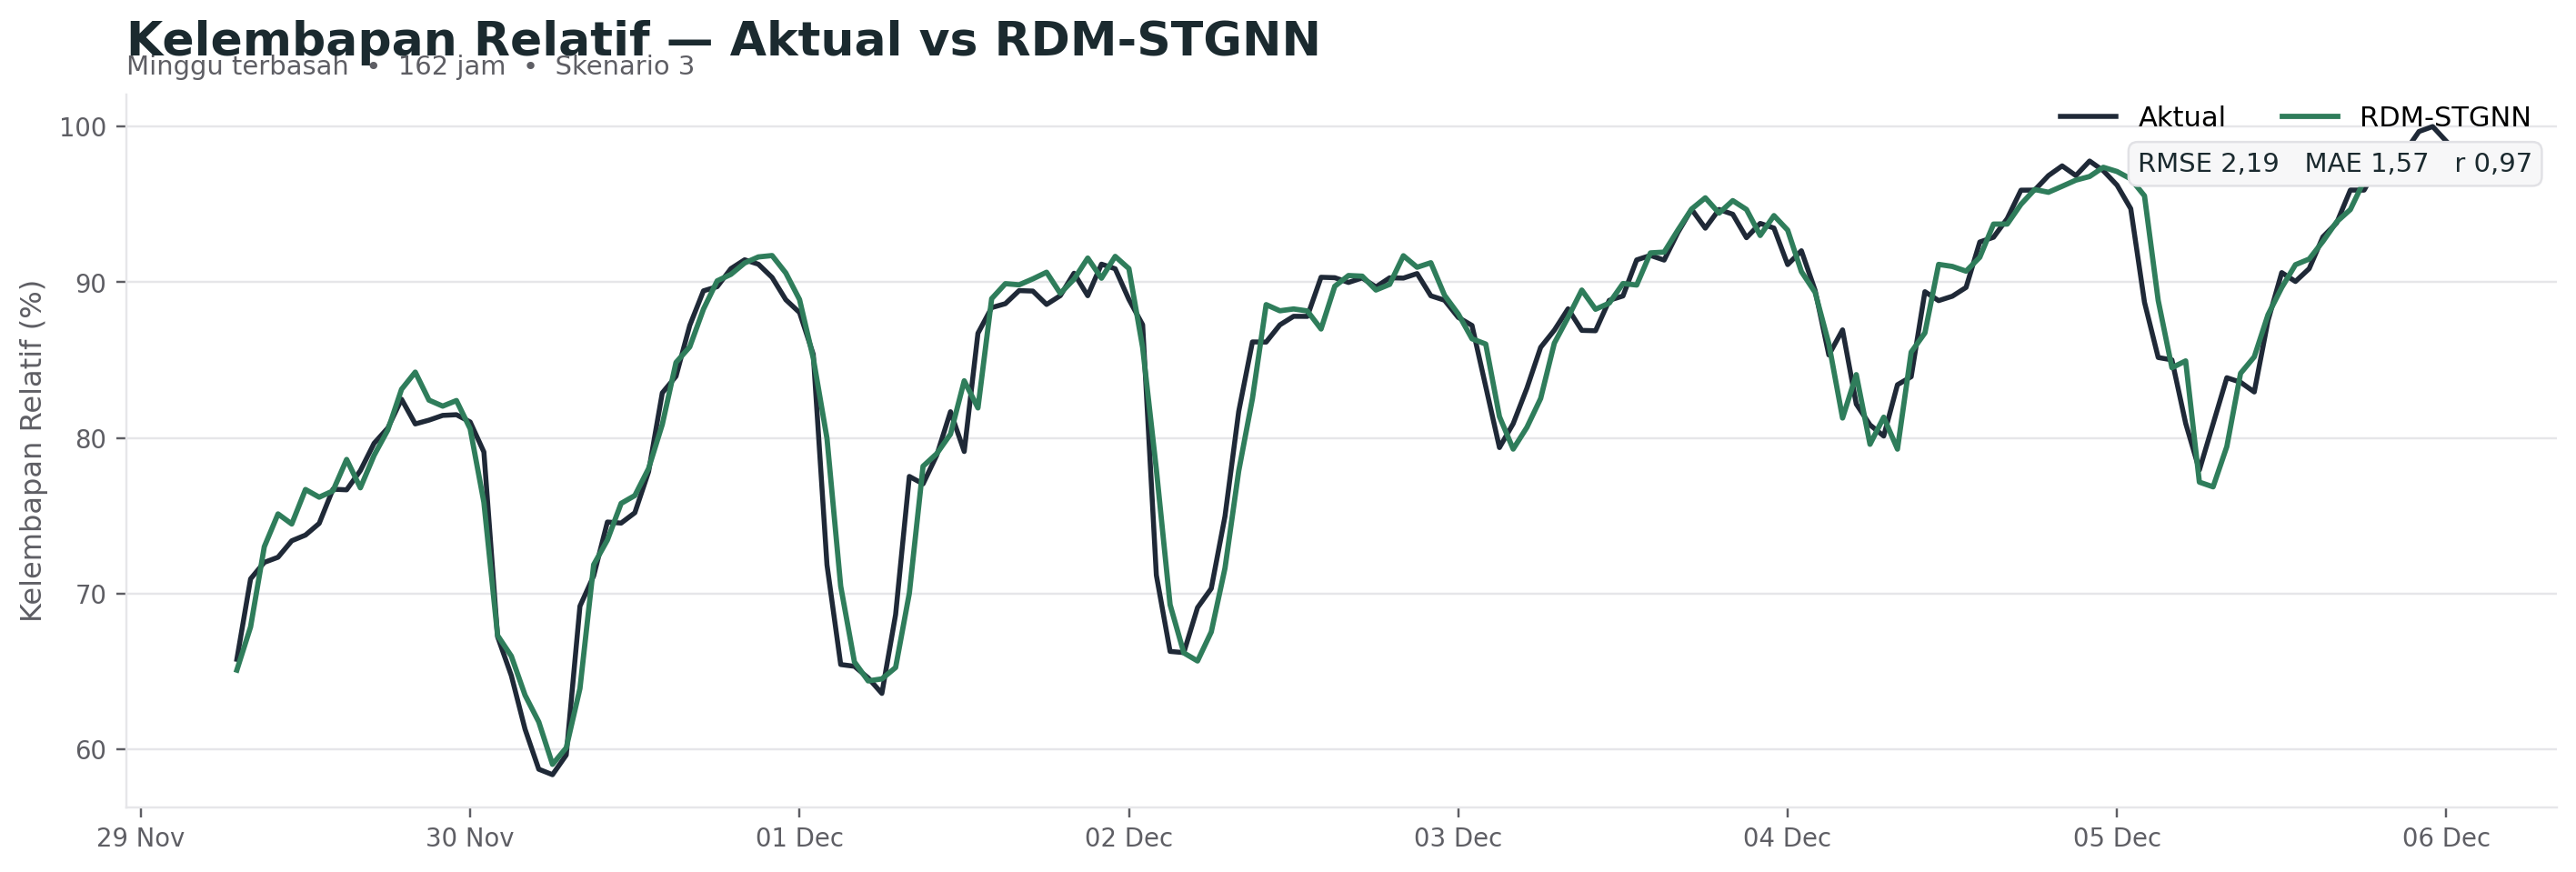 Kelembapan Relatif — Aktual vs RDM-STGNN
Minggu terbasah • 162 jam • Skenario 3
Aktual
RDM-STGNN
RMSE 2,19 MAE 1,57 r 0,97
Kelembapan Relatif (%)
100
90
80
70
60
29 Nov
30 Nov
01 Dec
02 Dec
03 Dec
04 Dec
05 Dec
06 Dec